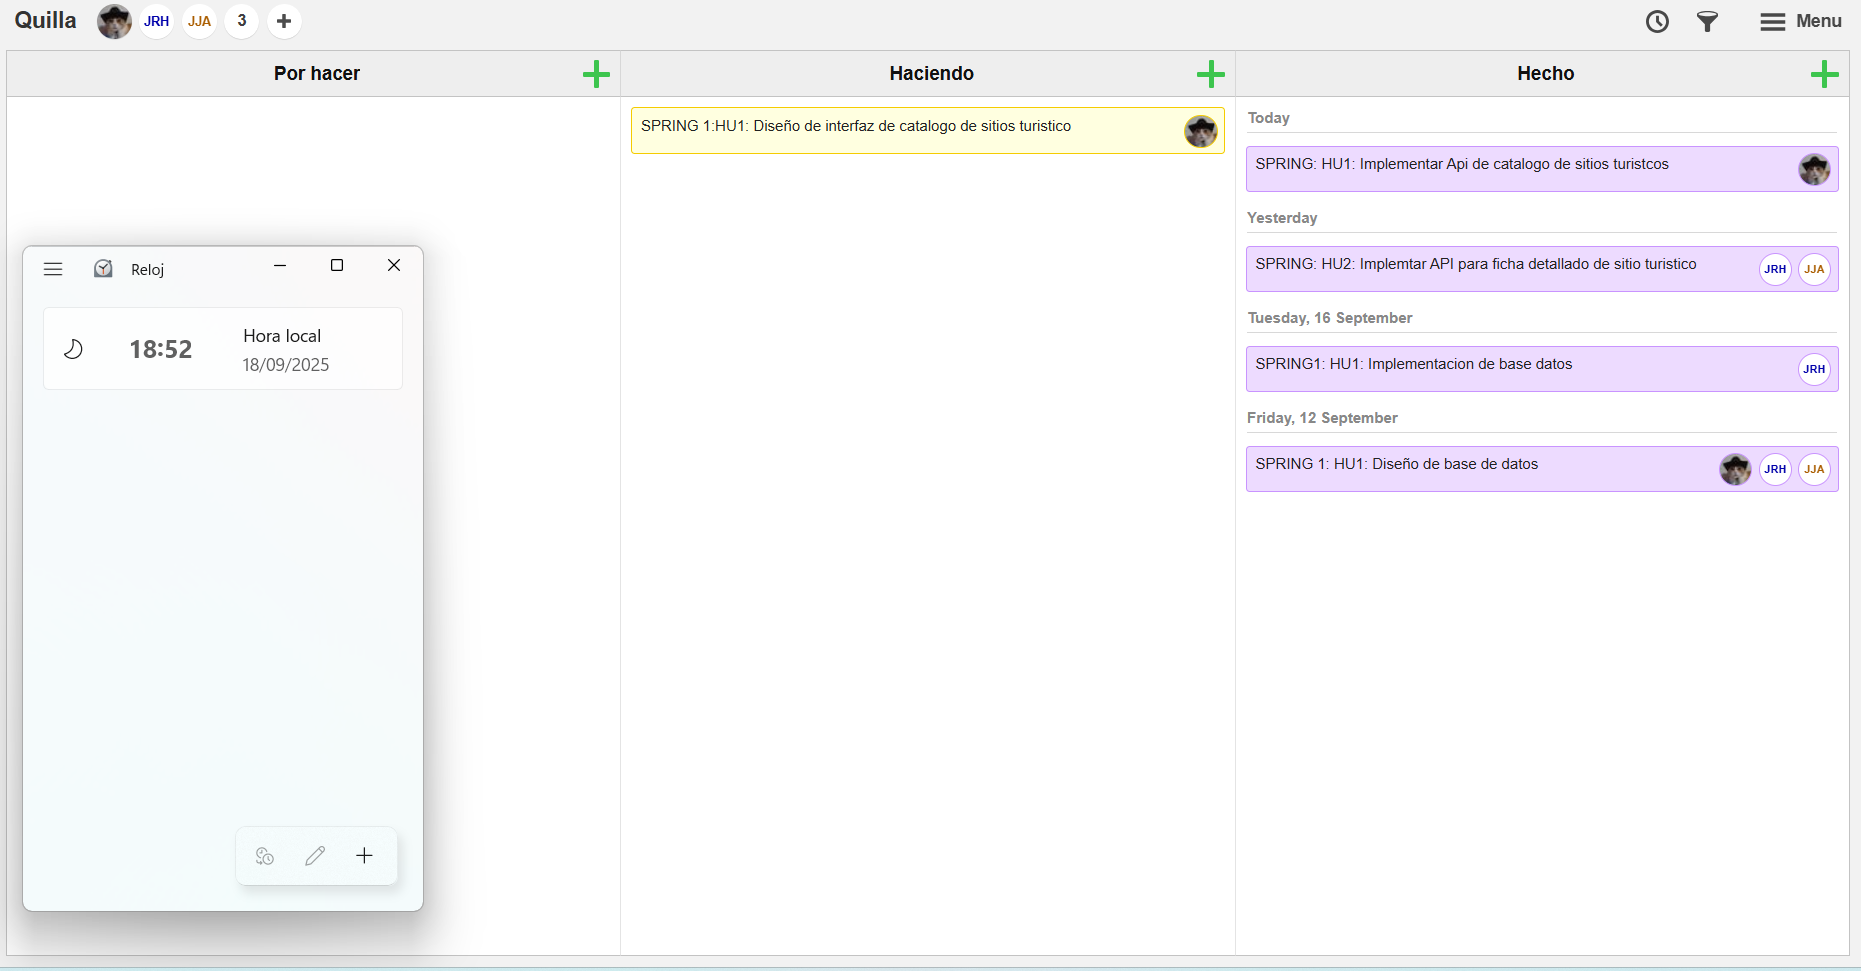 Quilla JRH JJA 3 Menu
Por hacer
Haciendo
SPRING 1:HU1: Diseño de interfaz de catalogo de sitios turistico
Hecho
Today
SPRING: HU1: Implementar Api de catalogo de sitios turistcos
Yesterday
SPRING: HU2: Implemtar API para ficha detallado de sitio turistico JRH JJA
Tuesday, 16 September
SPRING1: HU1: Implementacion de base datos JRH
Friday, 12 September
SPRING 1: HU1: Diseño de base de datos JRH JJA
Reloj
18:52
Hora local
18/09/2025